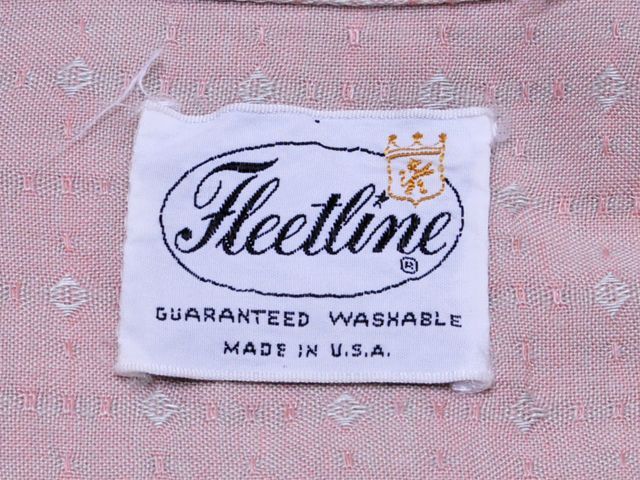 Fleetline
®
GUARANTEED WASHABLE
MADE IN U.S.A.